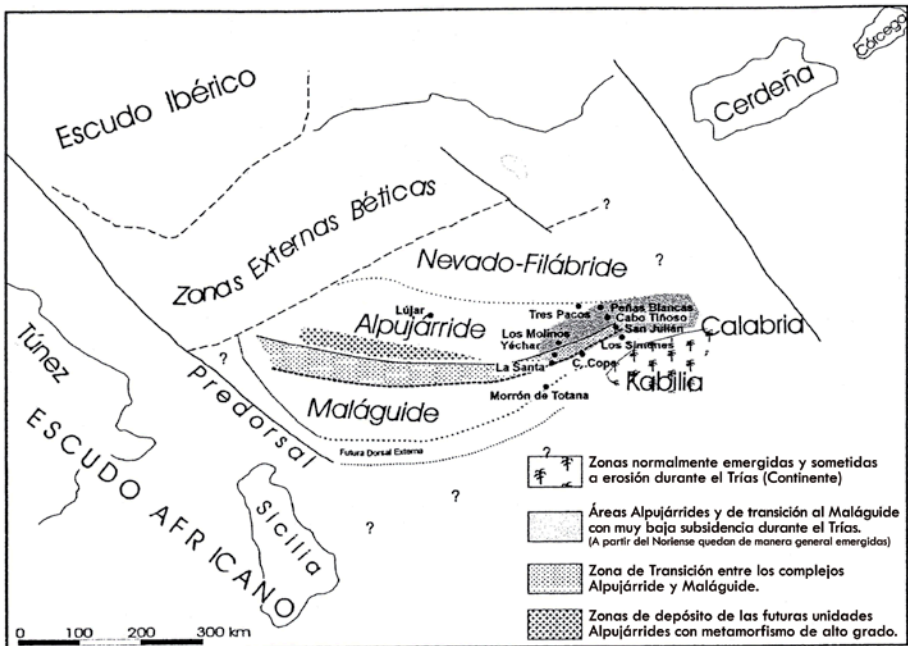 Córcega
Cerdeña
Escudo Ibérico
Zonas Externas Béticas
?
Nevado-Filábride
?
Tres Pacos
Peñas Blancas
Cabo Tiñoso
San Julián
Lújar
Alpujárride
Los Molinos
Yéchar
Los Simones
Calabria
La Santa
C. Cope
Kabilia
Túnez
?
Predorsal
Maláguide
Morrón de Totana
Futura Dorsal Externa
ESCUDO AFRICANO
Sicilia
?
?
?
?
Zonas normalmente emergidas y sometidas
a erosión durante el Trías (Continente)
Áreas Alpujárrides y de transición al Maláguide
con muy baja subsidencia durante el Trías.
(A partir del Noriense quedan de manera general emergidas)
Zona de Transición entre los complejos
Alpujárride y Maláguide.
Zonas de depósito de las futuras unidades
Alpujárrides con metamorfismo de alto grado.
0 100 200 300 km